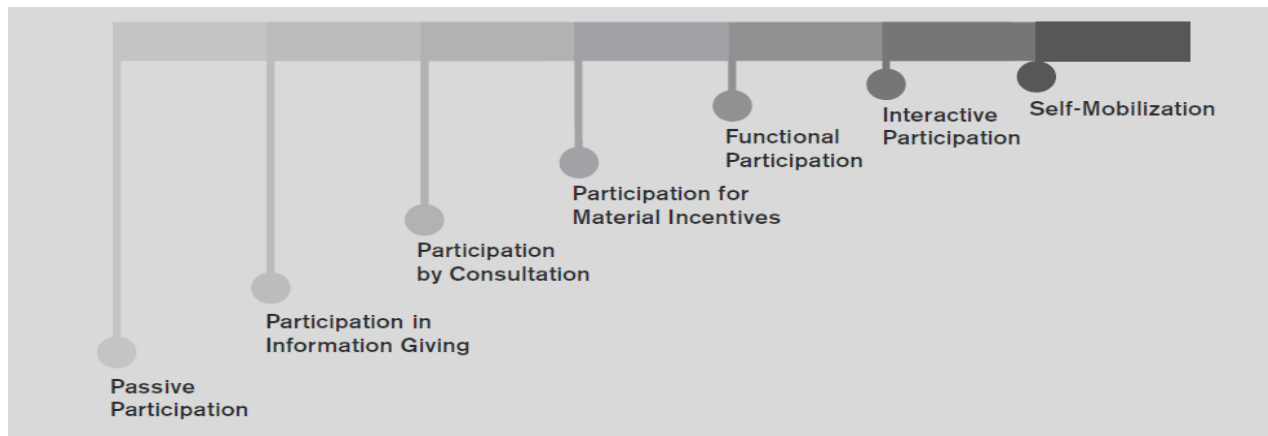 Passive
Participation
Participation in
Information Giving
Participation
by Consultation
Participation for
Material Incentives
Functional
Participation
Interactive
Participation
Self-Mobilization